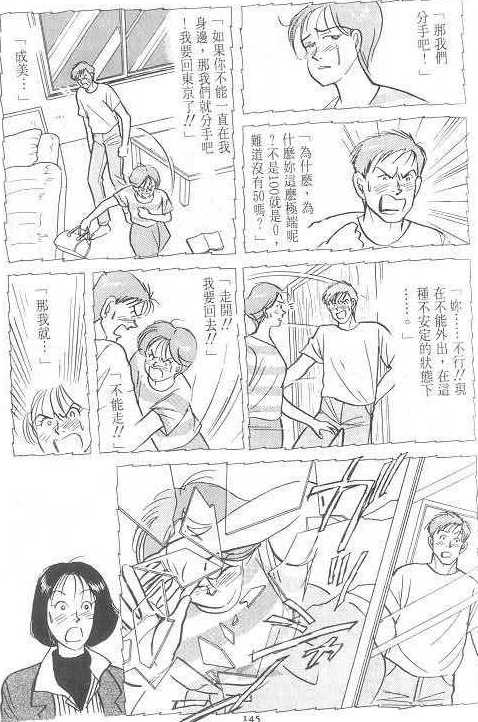 「那我們
分手吧！」
「為什麼，為
什麼妳這麼極端呢
？不是100就是0，
難道沒有50嗎？」
「如果你不能一直在我
身邊，那我們就分手吧
！我要回東京了!!」
「成美…」
「妳……不行!!現
在不能外出，在這
種不安定的狀態下
……。」
「走開!!
我要回去!!」
「不能走!!」
「那我就…」
145